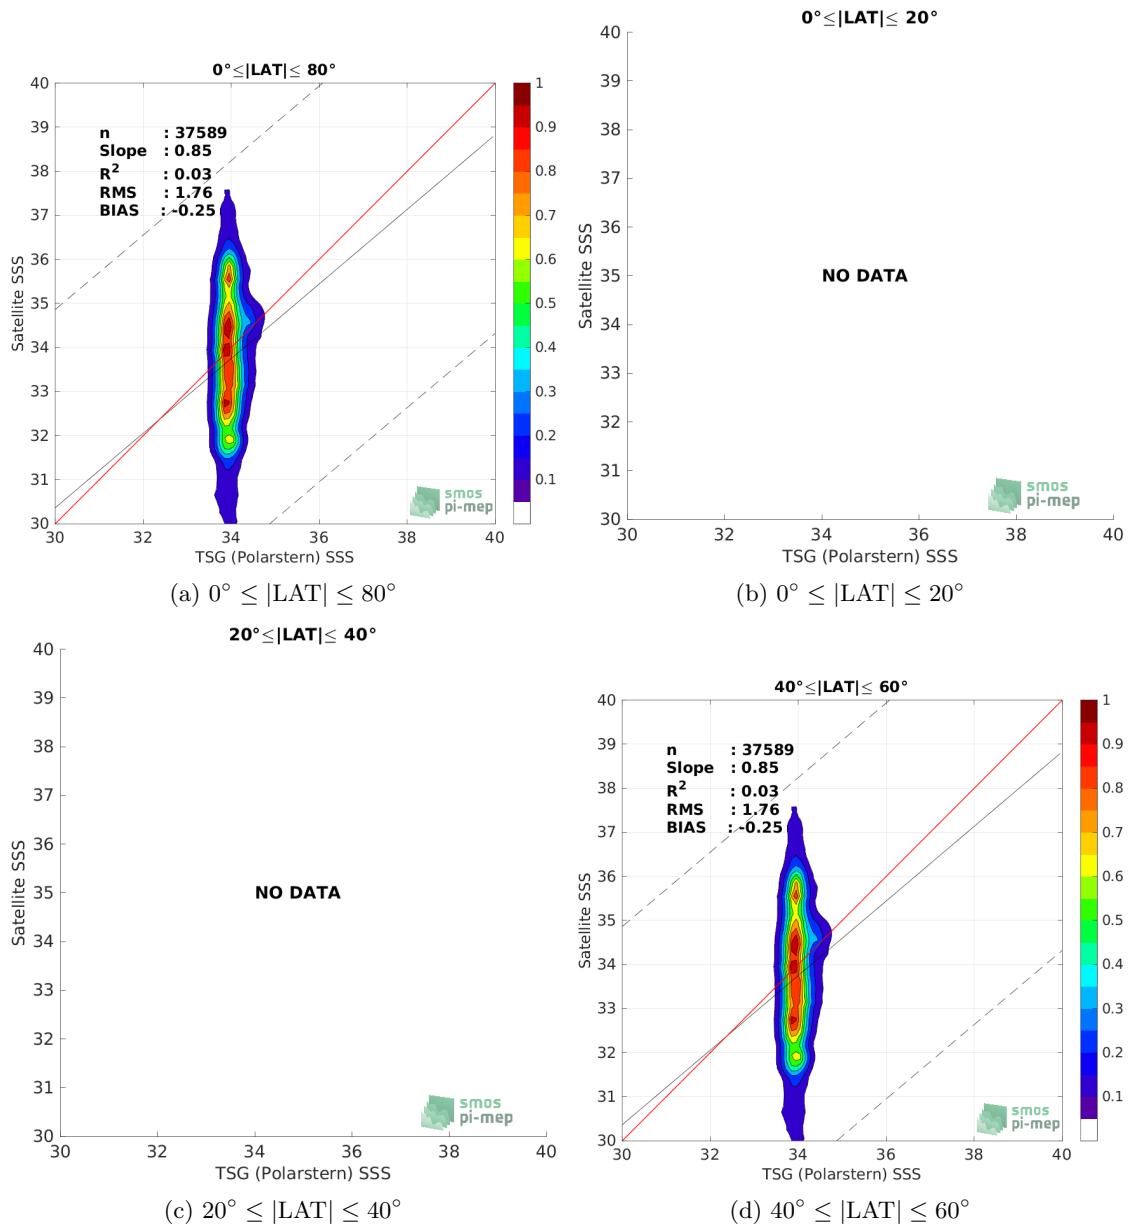 0°≤|LAT|≤ 80°
40
39
38
37
36
35
34
33
32
31
30
Satellite SSS
n : 37589
Slope : 0.85
R² : 0.03
RMS : 1.76
BIAS : -0.25
1
0.9
0.8
0.7
0.6
0.5
0.4
0.3
0.2
0.1
smos
pi-mep
30 32 34 36 38 40
TSG (Polarstern) SSS
(a) 0° ≤ |LAT| ≤ 80°
0°≤|LAT|≤ 20°
40
39
38
37
36
35
34
33
32
31
30
Satellite SSS
NO DATA
smos
pi-mep
30 32 34 36 38 40
TSG (Polarstern) SSS
(b) 0° ≤ |LAT| ≤ 20°
20°≤|LAT|≤ 40°
40
39
38
37
36
35
34
33
32
31
30
Satellite SSS
NO DATA
smos
pi-mep
30 32 34 36 38 40
TSG (Polarstern) SSS
(c) 20° ≤ |LAT| ≤ 40°
40°≤|LAT|≤ 60°
40
39
38
37
36
35
34
33
32
31
30
Satellite SSS
n : 37589
Slope : 0.85
R² : 0.03
RMS : 1.76
BIAS : -0.25
1
0.9
0.8
0.7
0.6
0.5
0.4
0.3
0.2
0.1
smos
pi-mep
30 32 34 36 38 40
TSG (Polarstern) SSS
(d) 40° ≤ |LAT| ≤ 60°